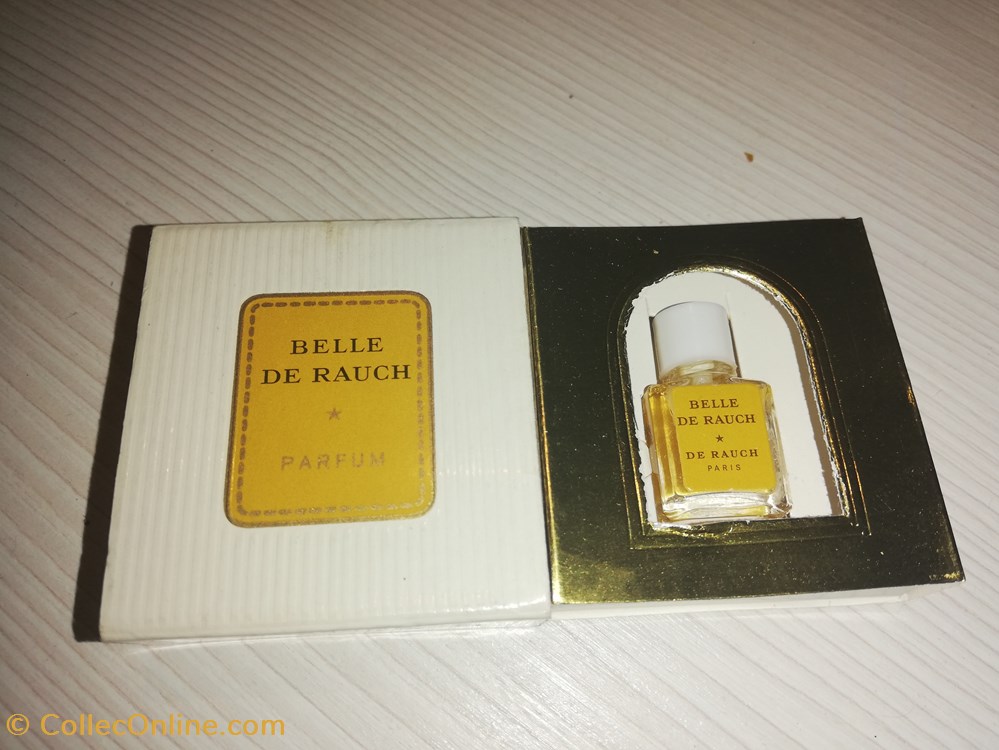 BELLE
DE RAUCH
★
PARFUM
BELLE
DE RAUCH
★
DE RAUCH
PARIS
© CollecOnline.com